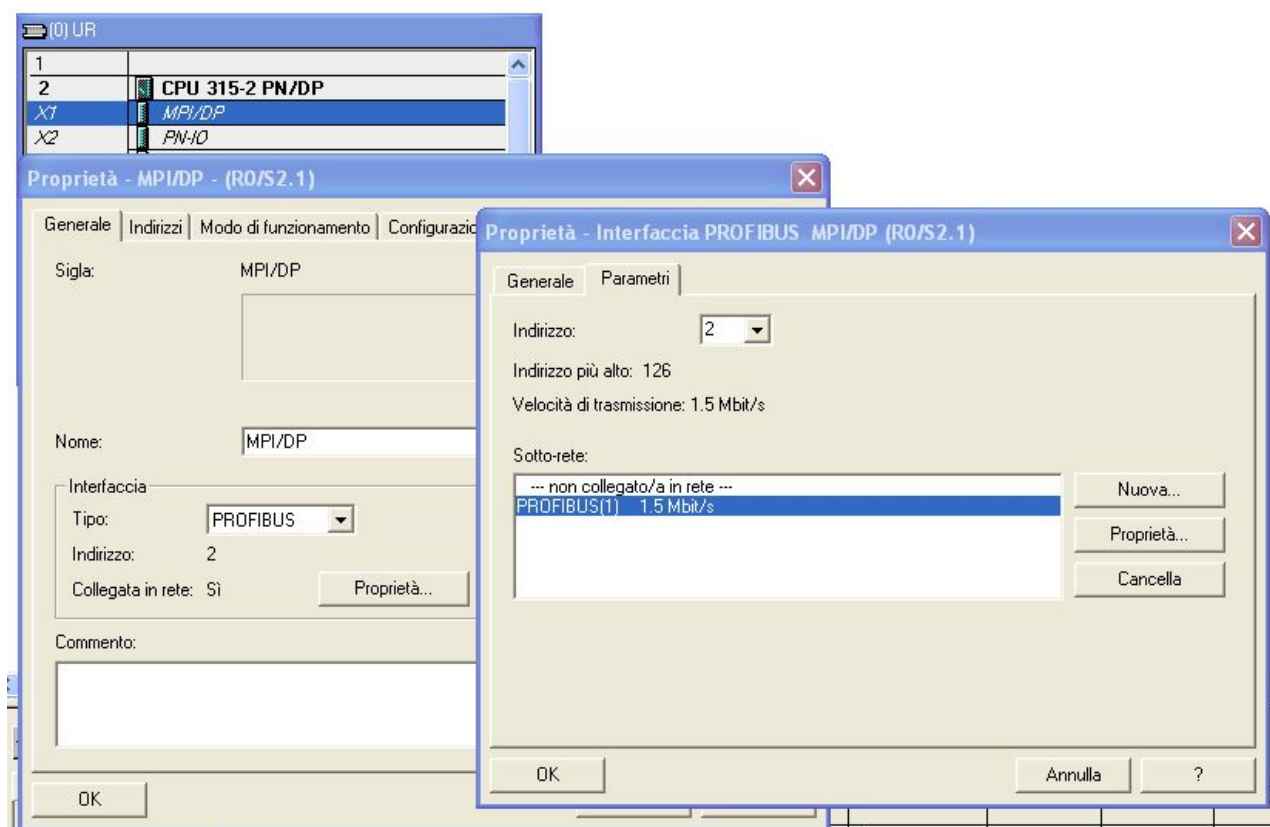 (0) UR
1
2 CPU 315-2 PN/DP
X1 MPI/DP
X2 PN-IO
Proprietà - MPI/DP - (R0/S2.1)
Generale Indirizzi Modo di funzionamento
Sigla: MPI/DP
Nome: MPI/DP
Interfaccia
Tipo: PROFIBUS
Indirizzo: 2
Collegata in rete: Sì Proprietà...
Commento:
OK
Proprietà - Interfaccia PROFIBUS MPI/DP (R0/S2.1)
Generale Parametri
Indirizzo: 2
Indirizzo più alto: 126
Velocità di trasmissione: 1.5 Mbit/s
Sotto-rete:
--- non collegato/a in rete ---
PROFIBUS(1) 1.5 Mbit/s
Nuova...
Proprietà...
Cancella
OK Annulla ?